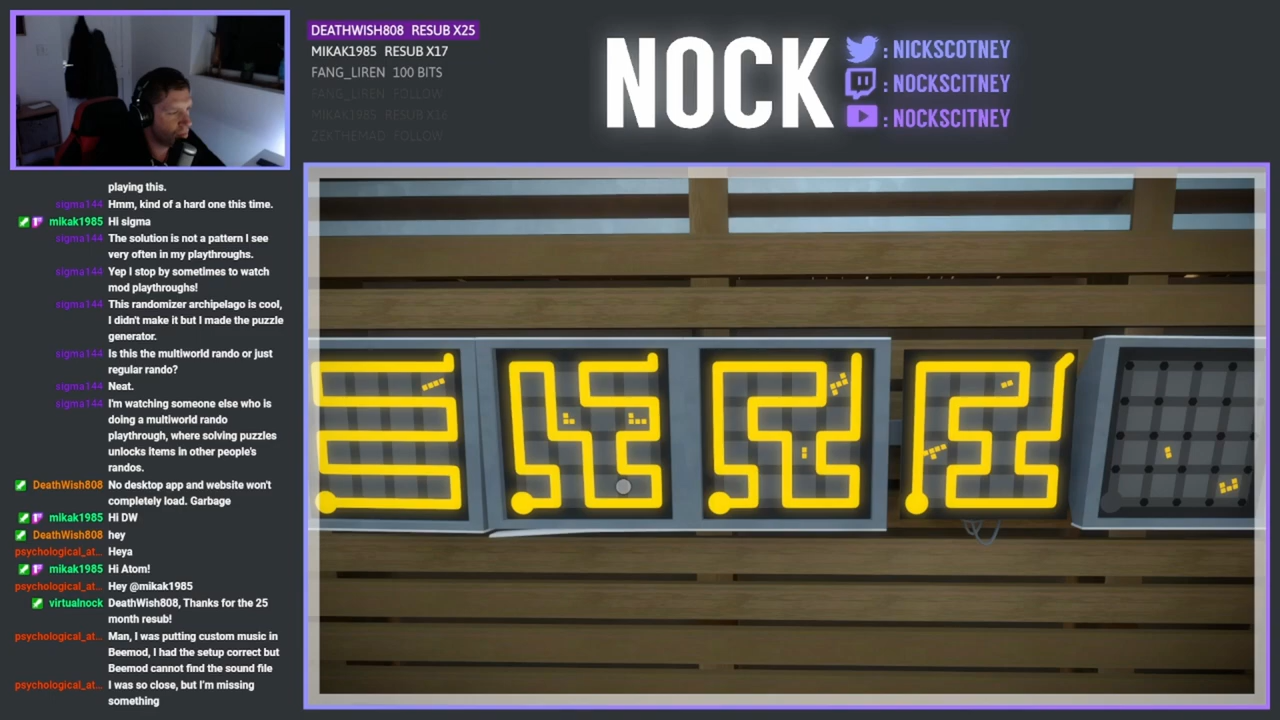 DEATHWISH808 RESUB X25
MIKAK1985 RESUB X17
FANG_LIREN 100 BITS
FANG_LIREN FOLLOW
MIKAK1985 RESUB X16
ZEKTHEMAD FOLLOW
NOCK
: NICKSCOTNEY
: NOCKSCITNEY
: NOCKSCITNEY
playing this.
sigma144 Hmm, kind of a hard one this time.
mikak1985 Hi sigma
sigma144 The solution is not a pattern I see
very often in my playthroughs.
sigma144 Yep I stop by sometimes to watch
mod playthroughs!
sigma144 This randomizer archipelago is cool,
I didn't make it but I made the puzzle
generator.
sigma144 Is this the multiworld rando or just
regular rando?
sigma144 Neat.
sigma144 I'm watching someone else who is
doing a multiworld rando
playthrough, where solving puzzles
unlocks items in other people's
randos.
DeathWish808 No desktop app and website won't
completely load. Garbage
mikak1985 Hi DW
DeathWish808 hey
psychological_at... Heya
mikak1985 Hi Atom!
psychological_at... Hey @mikak1985
virtualnock DeathWish808, Thanks for the 25
month resub!
psychological_at... Man, I was putting custom music in
Beemod, I had the setup correct but
Beemod cannot find the sound file
psychological_at... I was so close, but I'm missing
something